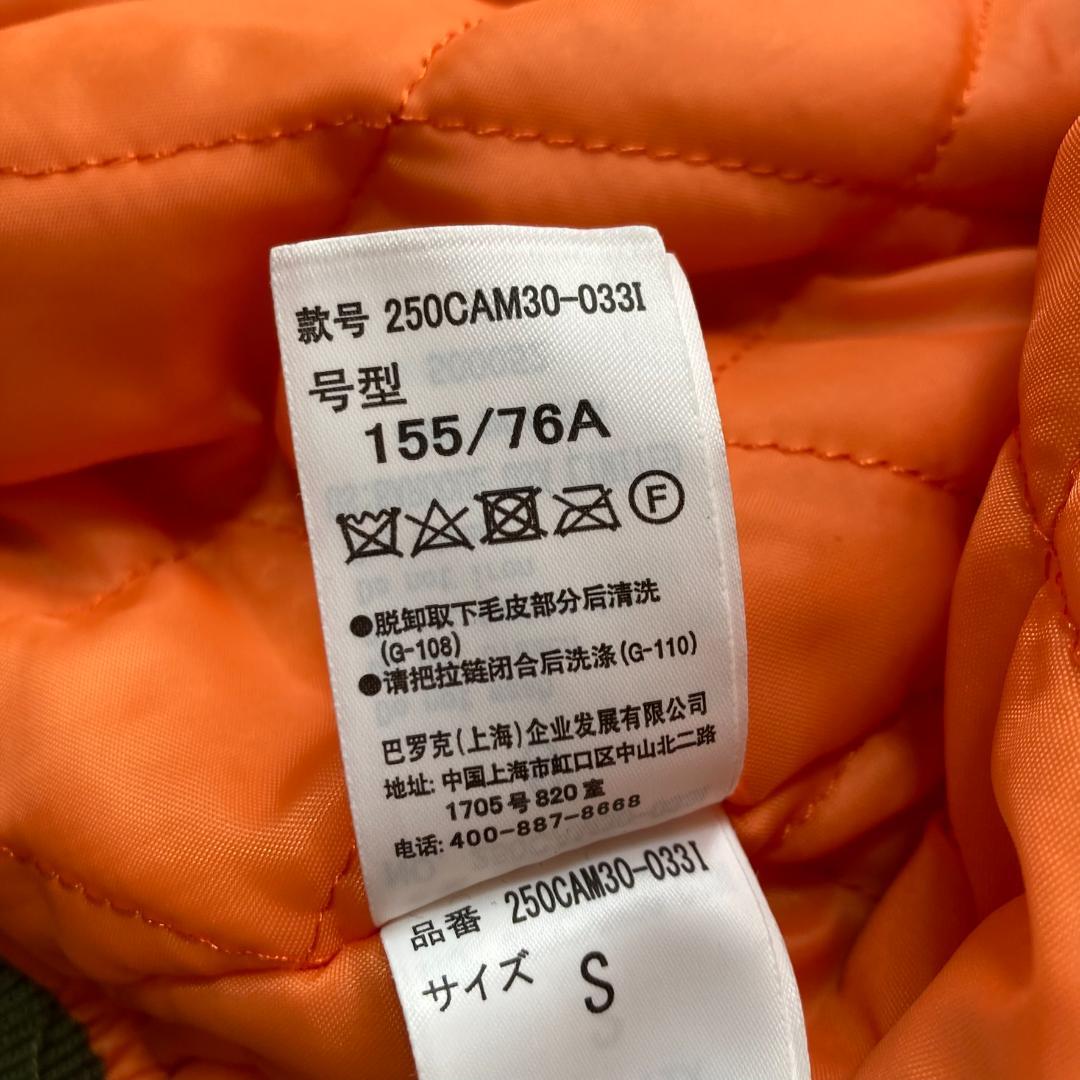 款号 250CAM30-033I
号型
155/76A
F
●脱卸取下毛皮部分后清洗
(G-108)
●请把拉链闭合后洗涤(G-110)
巴罗克(上海)企业发展有限公司
地址: 中国上海市虹口区中山北二路
1705号820室
电话: 400-887-8668
品番 250CAM30-033I
サイズ S